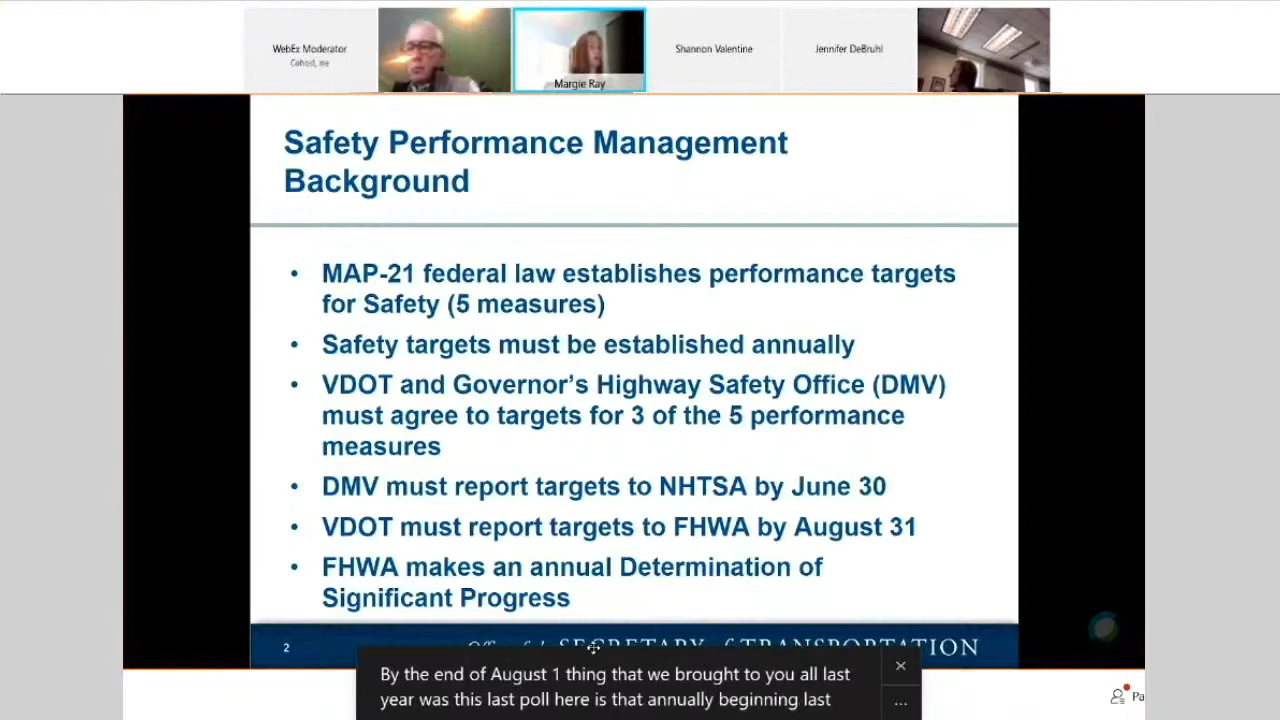 WebEx Moderator
Cohost, me
Margie Ray
Shannon Valentine
Jennifer DeBruhl
Safety Performance Management
Background
• MAP-21 federal law establishes performance targets
for Safety (5 measures)
• Safety targets must be established annually
• VDOT and Governor's Highway Safety Office (DMV)
must agree to targets for 3 of the 5 performance
measures
• DMV must report targets to NHTSA by June 30
• VDOT must report targets to FHWA by August 31
• FHWA makes an annual Determination of
Significant Progress
2
SECRETARY of TRANSPORTATION
By the end of August 1 thing that we brought to you all last
year was this last poll here is that annually beginning last
Pa